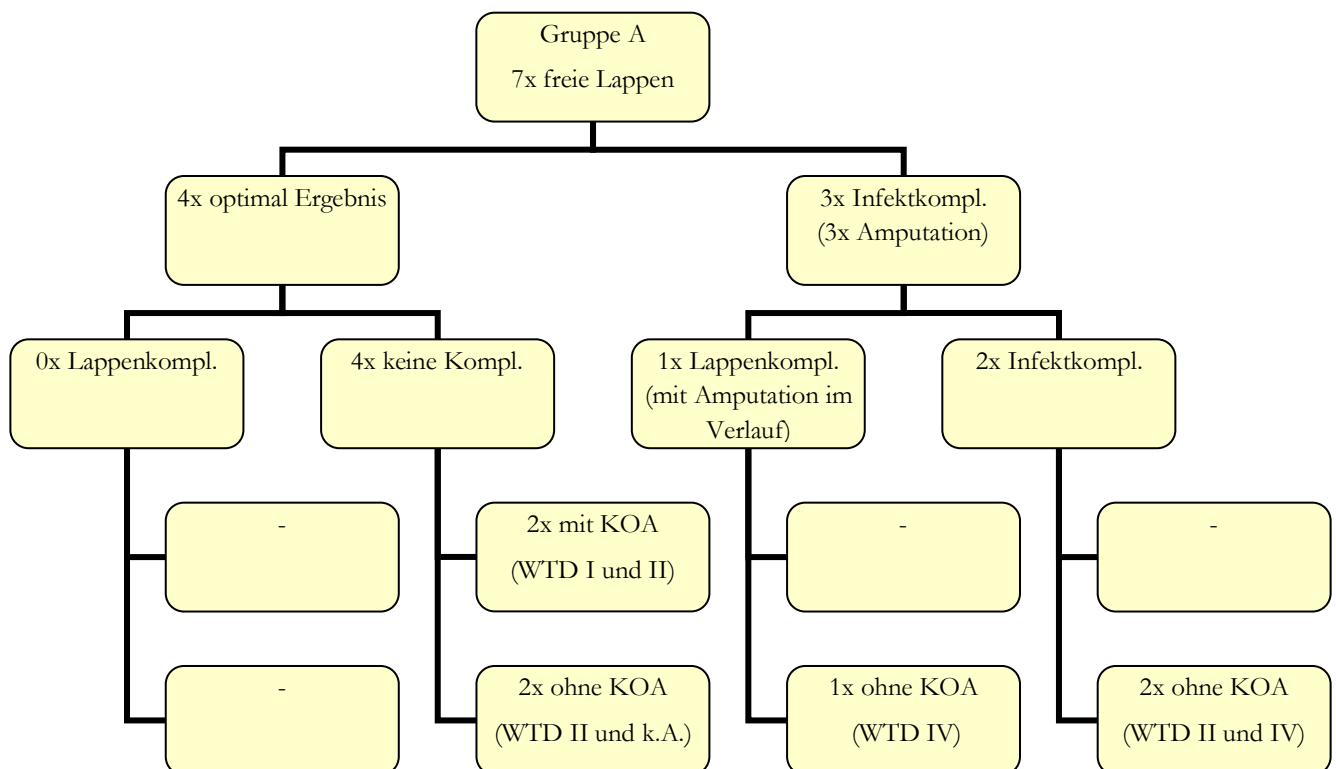 Gruppe A
7x freie Lappen
4x optimal Ergebnis
3x Infektkompl.
(3x Amputation)
0x Lappenkompl.
4x keine Kompl.
1x Lappenkompl.
(mit Amputation im
Verlauf)
2x Infektkompl.
-
2x mit KOA
(WTD I und II)
-
-
-
2x ohne KOA
(WTD II und k.A.)
1x ohne KOA
(WTD IV)
2x ohne KOA
(WTD II und IV)